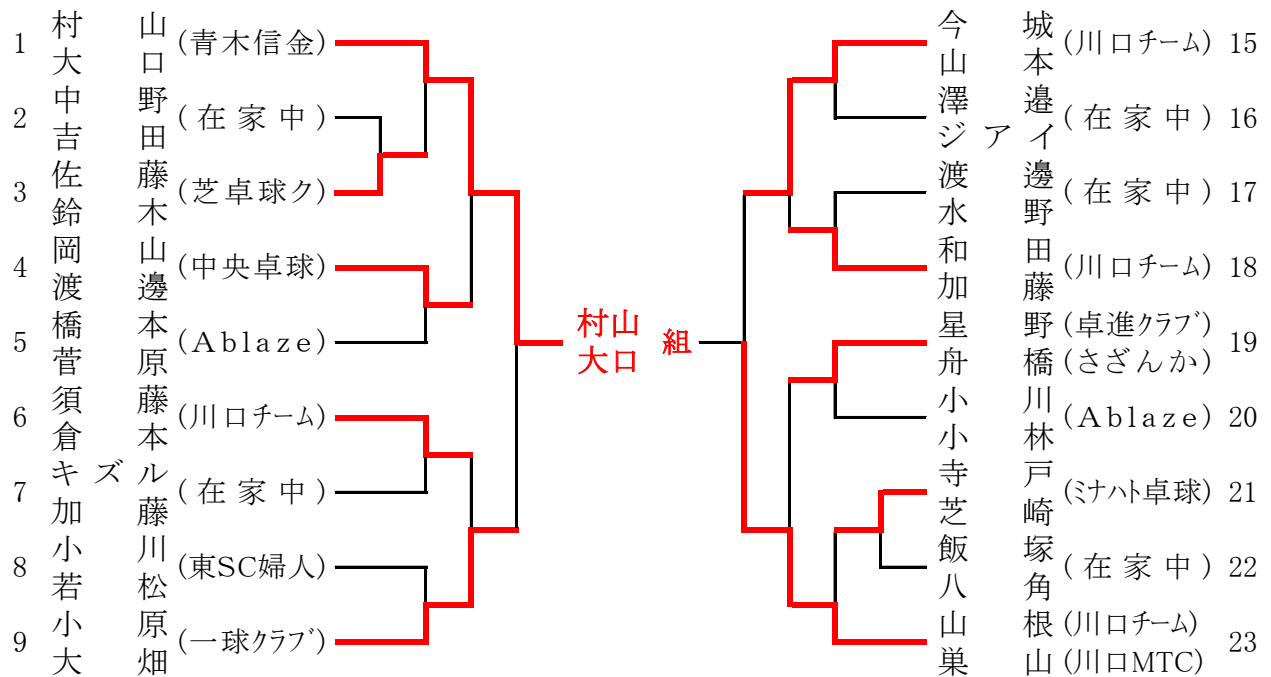 村山
1 (青木信金)
大口
中野
2 (在家中)
吉田
佐藤
3 (芝卓球ク)
鈴木
岡山
4 (中央卓球)
渡邊
橋本
5 (Ablaze)
菅原
須藤
6 (川口チーム)
倉本
キズル
7 (在家中)
加藤
小川
8 (東SC婦人)
若松
小原
9 (一球クラブ)
大畑
村山
大口 組
今城
(川口チーム) 15
山本
澤邉
(在家中) 16
ジアイ
渡邊
(在家中) 17
水野
和田
(川口チーム) 18
加藤
星野 (卓進クラブ)
19
舟橋 (さざんか)
小川
(Ablaze) 20
小林
寺戸
(ミナハト卓球) 21
芝崎
飯塚
(在家中) 22
八角
山根 (川口チーム)
23
巣山 (川口MTC)